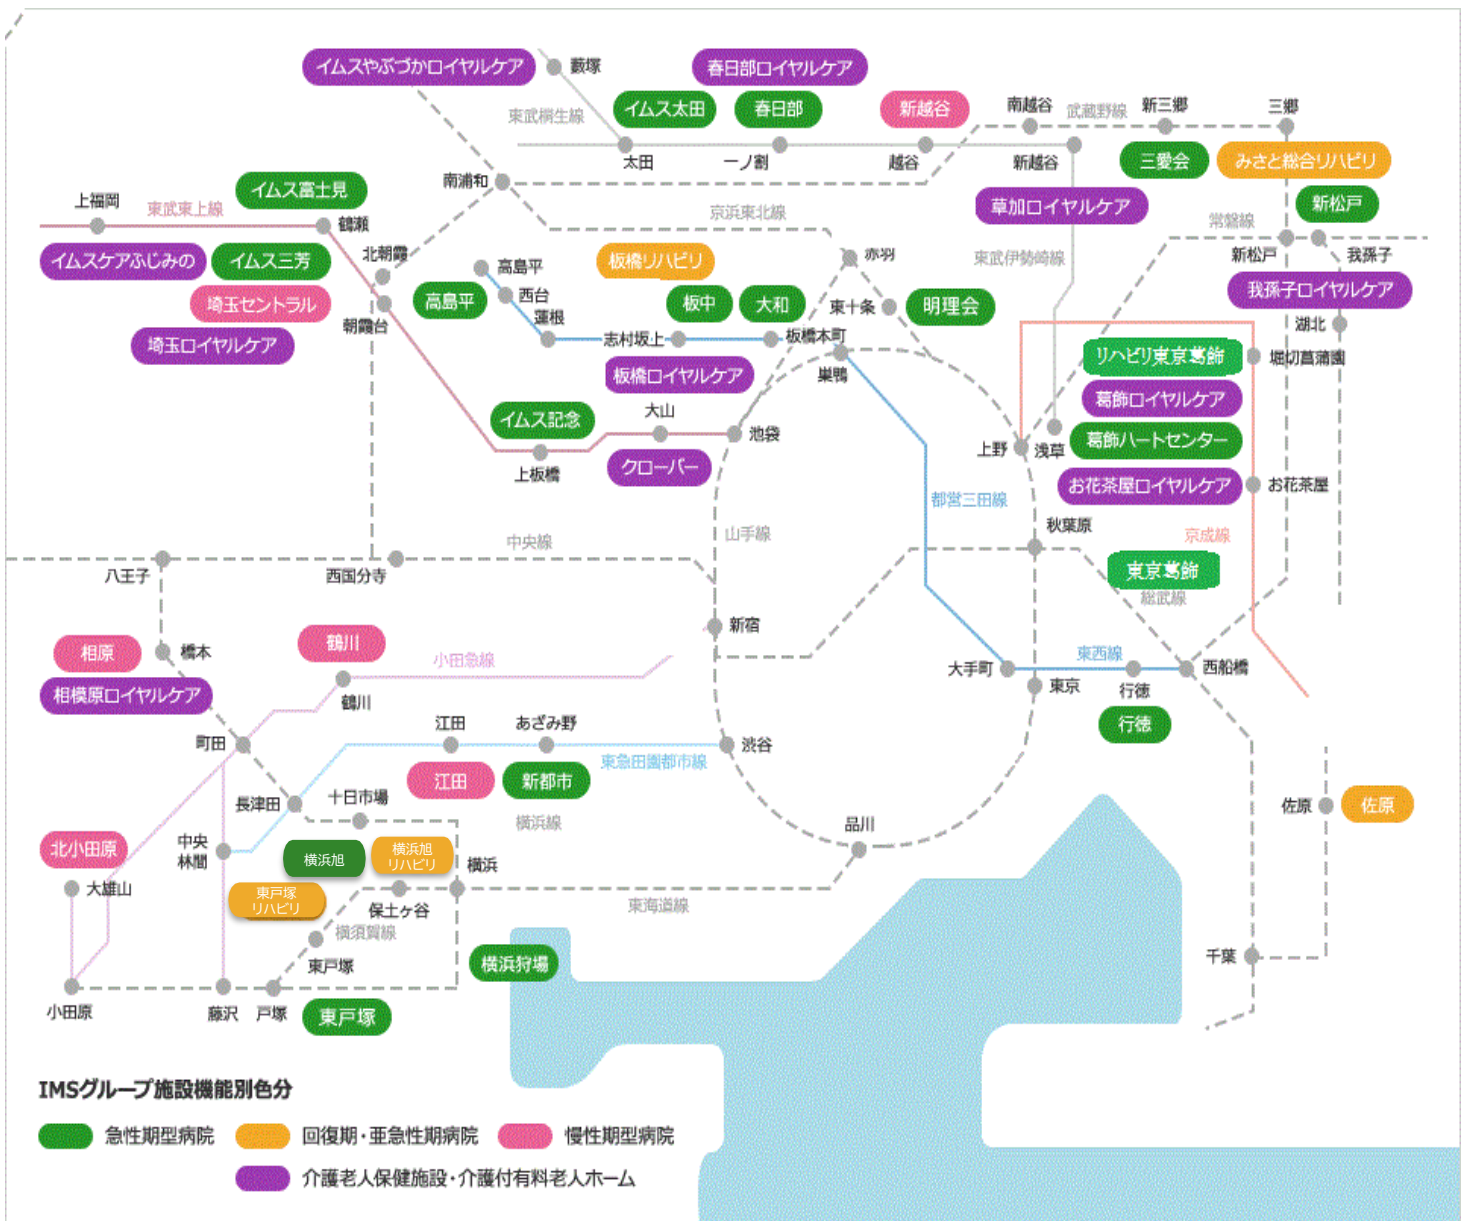 イムスやぶづかロイヤルケア
藪塚
春日部ロイヤルケア
東武桐生線
イムス太田
春日部
新越谷
南越谷
武蔵野線
新三郷
三郷
太田
一ノ割
越谷
新越谷
三愛会
みさと総合リハビリ
南浦和
イムス富士見
上福岡
東武東上線
鶴瀬
京浜東北線
草加ロイヤルケア
新松戸
常磐線
北朝霞
赤羽
東武伊勢崎線
新松戸
我孫子
イムスケアふじみの
イムス三芳
高島平
板橋リハビリ
埼玉セントラル
高島平
西台
板中
大和
東十条
明理会
我孫子ロイヤルケア
朝霞台
蓮根
志村坂上
板橋本町
湖北
埼玉ロイヤルケア
板橋ロイヤルケア
巣鴨
リハビリ東京葛飾
堀切菖蒲園
葛飾ロイヤルケア
イムス記念
大山
池袋
上野
浅草
葛飾ハートセンター
上板橋
クローバー
お花茶屋ロイヤルケア
お花茶屋
都営三田線
山手線
秋葉原
京成線
中央線
八王子
西国分寺
東京葛飾
総武線
新宿
相原
橋本
鶴川
小田急線
大手町
東西線
西船橋
相模原ロイヤルケア
鶴川
東京
行徳
行徳
町田
江田
あざみ野
渋谷
東急田園都市線
江田
新都市
長津田
十日市場
横浜線
佐原
佐原
品川
北小田原
中央
林間
横浜旭
横浜旭
リハビリ
横浜
大雄山
東戸塚
リハビリ
保土ヶ谷
東海道線
横須賀線
東戸塚
横浜狩場
千葉
小田原
藤沢
戸塚
東戸塚
IMSグループ施設機能別色分
急性期型病院
回復期・亜急性期病院
慢性期型病院
介護老人保健施設・介護付有料老人ホーム